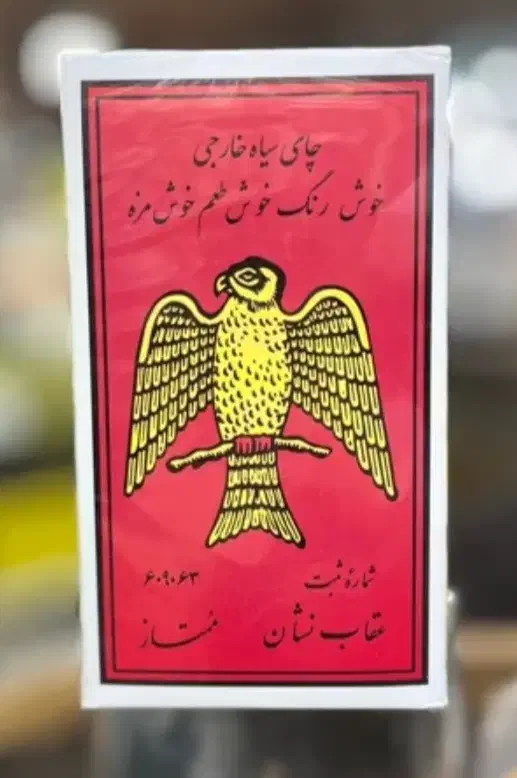 چای سیاه خارجی
خوش رنگ خوش طعم خوش مزه
شمارهٔ ثبت ۶۰۹۰۶۳
عقاب نشان ممتاز